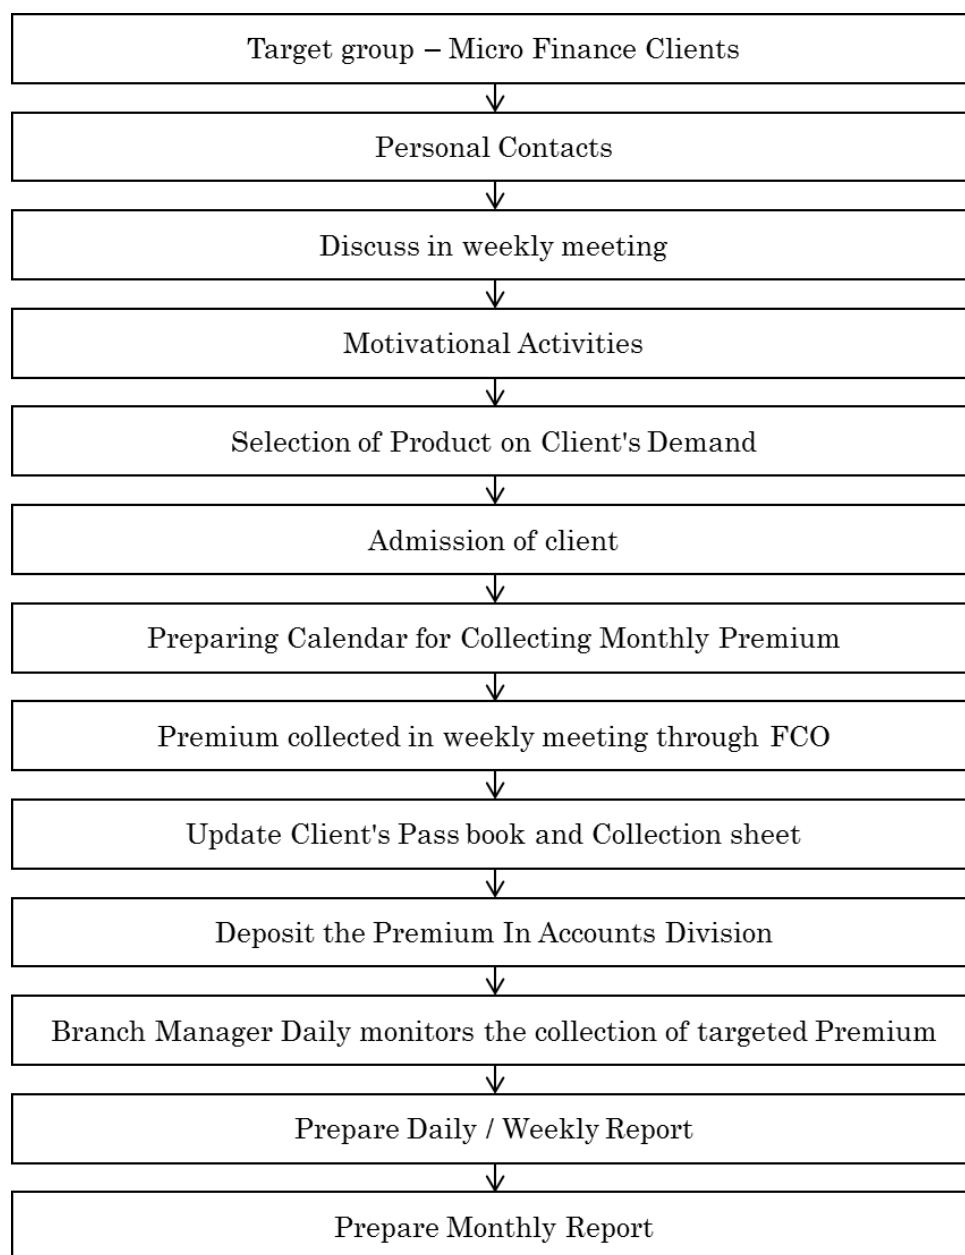 Target group – Micro Finance Clients
Personal Contacts
Discuss in weekly meeting
Motivational Activities
Selection of Product on Client's Demand
Admission of client
Preparing Calendar for Collecting Monthly Premium
Premium collected in weekly meeting through FCO
Update Client's Pass book and Collection sheet
Deposit the Premium In Accounts Division
Branch Manager Daily monitors the collection of targeted Premium
Prepare Daily / Weekly Report
Prepare Monthly Report